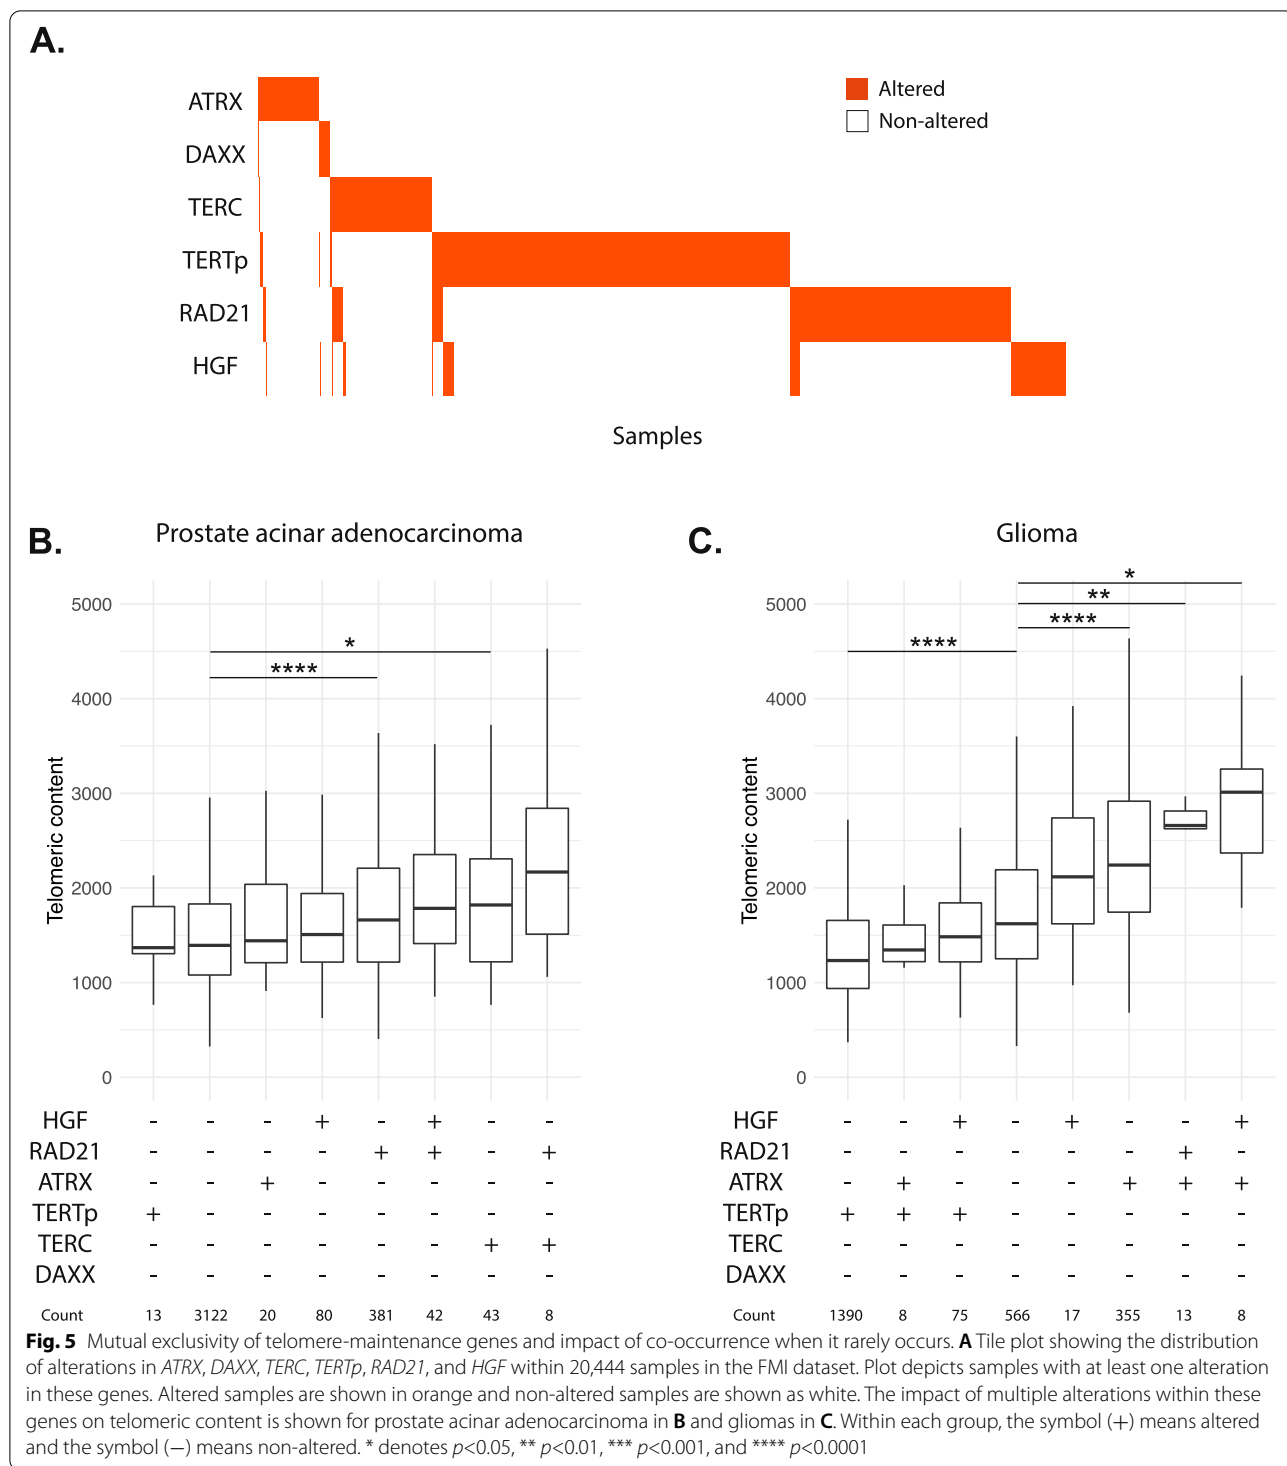 A.
ATRX
DAXX
TERC
TERTp
RAD21
HGF
Altered
Non-altered
Samples
B.
Prostate acinar adenocarcinoma
Telomeric content
5000
4000
3000
2000
1000
0
*
****
HGF - - - + - + - -
RAD21 - - - - + + - +
ATRX - - + - - - - -
TERTp + - - - - - - -
TERC - - - - - - + +
DAXX - - - - - - - -
Count 13 3122 20 80 381 42 43 8
C.
Glioma
Telomeric content
5000
4000
3000
2000
1000
0
*
**
****
****
HGF - - + - + - - +
RAD21 - - - - - - + -
ATRX - + - - - + + +
TERTp + + + - - - - -
TERC - - - - - - - -
DAXX - - - - - - - -
Count 1390 8 75 566 17 355 13 8
Fig. 5 Mutual exclusivity of telomere-maintenance genes and impact of co-occurrence when it rarely occurs. A Tile plot showing the distribution
of alterations in ATRX, DAXX, TERC, TERTp, RAD21, and HGF within 20,444 samples in the FMI dataset. Plot depicts samples with at least one alteration
in these genes. Altered samples are shown in orange and non-altered samples are shown as white. The impact of multiple alterations within these
genes on telomeric content is shown for prostate acinar adenocarcinoma in B and gliomas in C. Within each group, the symbol (+) means altered
and the symbol (−) means non-altered. * denotes p<0.05, ** p<0.01, *** p<0.001, and **** p<0.0001